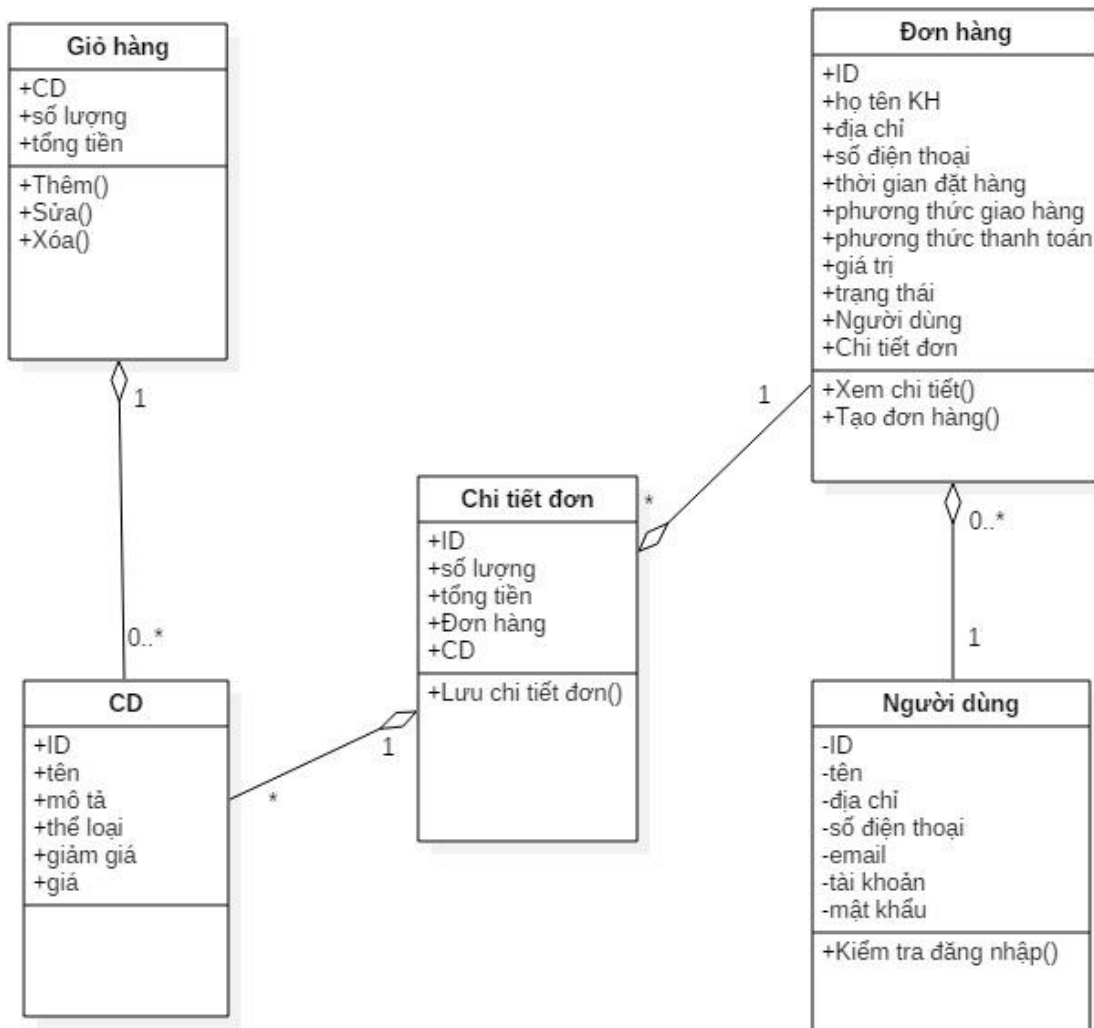 Giỏ hàng
+CD
+số lượng
+tổng tiền
+Thêm()
+Sửa()
+Xóa()
1
0..*
CD
+ID
+tên
+mô tả
+thể loại
+giảm giá
+giá
*
1
Chi tiết đơn
+ID
+số lượng
+tổng tiền
+Đơn hàng
+CD
+Lưu chi tiết đơn()
*
1
Đơn hàng
+ID
+họ tên KH
+địa chỉ
+số điện thoại
+thời gian đặt hàng
+phương thức giao hàng
+phương thức thanh toán
+giá trị
+trạng thái
+Người dùng
+Chi tiết đơn
+Xem chi tiết()
+Tạo đơn hàng()
0..*
1
Người dùng
-ID
-tên
-địa chỉ
-số điện thoại
-email
-tài khoản
-mật khẩu
+Kiểm tra đăng nhập()